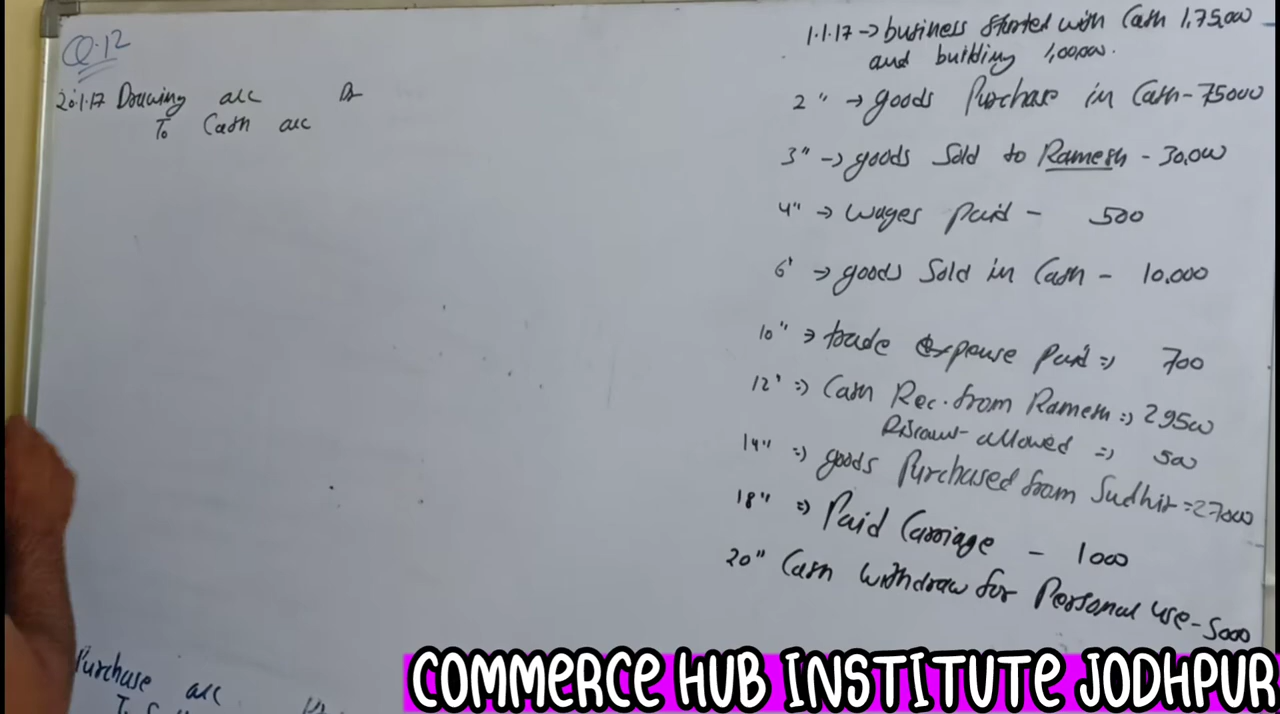 Q.12
20.1.17 Drawing a/c Dr
To Cash a/c
1.1.17 → business started with Cash 1,75,000
and building 1,00,000.
2 " → goods Purchase in Cash - 75000
3 " → goods Sold to Ramesh - 30,000
4 " → wages paid - 500
6 ' → goods Sold in Cash - 10,000
10 " → trade expense paid ⇒ 700
12 ' ⇒ Cash Rec. from Ramesh ⇒ 29500
Discount allowed ⇒ 500
14 " ⇒ goods Purchased from Sudhir = 27000
18 " ⇒ Paid Carriage - 1000
20 " Cash withdraw for Personal use - 5000
Purchase a/c Dr
To
COMMERCE HUB INSTITUTE JODHPUR